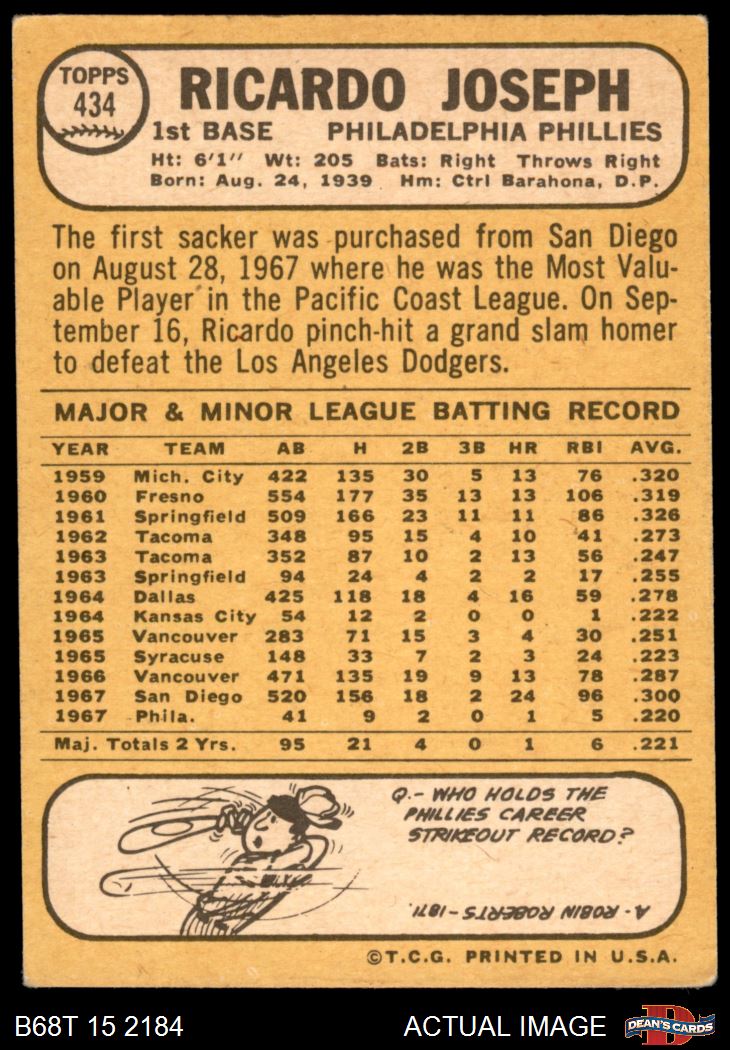 TOPPS
434
RICARDO JOSEPH
1st BASE PHILADELPHIA PHILLIES
Ht: 6'1" Wt: 205 Bats: Right Throws Right
Born: Aug. 24, 1939 Hm: Ctrl Barahona, D.P.
The first sacker was purchased from San Diego
on August 28, 1967 where he was the Most Valu-
able Player in the Pacific Coast League. On Sep-
tember 16, Ricardo pinch-hit a grand slam homer
to defeat the Los Angeles Dodgers.
MAJOR & MINOR LEAGUE BATTING RECORD
YEAR TEAM AB H 2B 3B HR RBI AVG.
1959 Mich. City 422 135 30 5 13 76 .320
1960 Fresno 554 177 35 13 13 106 .319
1961 Springfield 509 166 23 11 11 86 .326
1962 Tacoma 348 95 15 4 10 41 .273
1963 Tacoma 352 87 10 2 13 56 .247
1963 Springfield 94 24 4 2 2 17 .255
1964 Dallas 425 118 18 4 16 59 .278
1964 Kansas City 54 12 2 0 0 1 .222
1965 Vancouver 283 71 15 3 4 30 .251
1965 Syracuse 148 33 7 2 3 24 .223
1966 Vancouver 471 135 19 9 13 78 .287
1967 San Diego 520 156 18 2 24 96 .300
1967 Phila. 41 9 2 0 1 5 .220
Maj. Totals 2 Yrs. 95 21 4 0 1 6 .221
Q.- WHO HOLDS THE
PHILLIES CAREER
STRIKEOUT RECORD?
A- ROBIN ROBERTS-1871.
©T.C.G. PRINTED IN U.S.A.
B68T 15 2184 ACTUAL IMAGE
D
DEAN'S CARDS